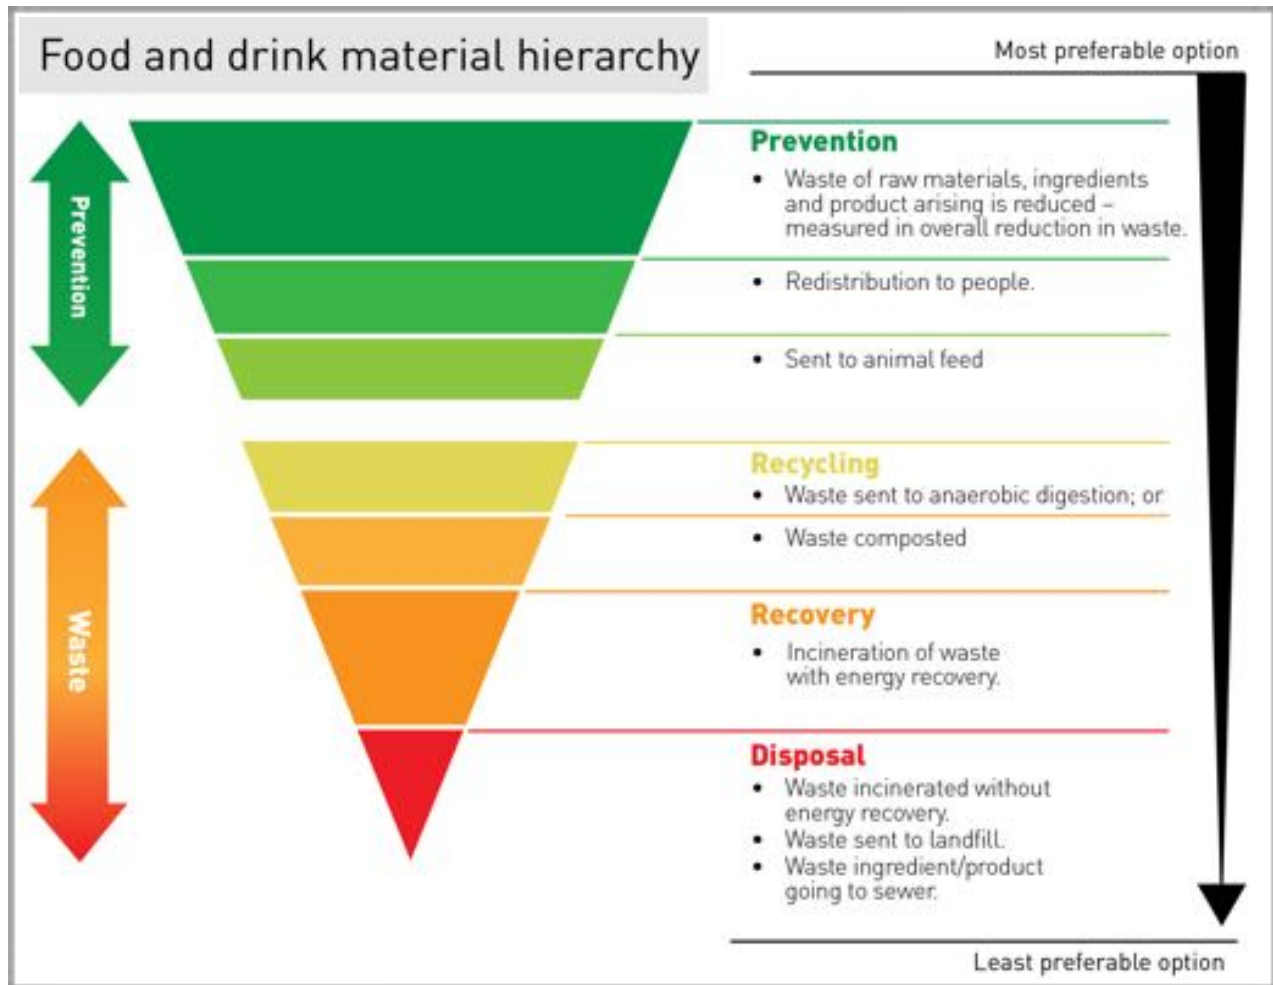 Food and drink material hierarchy
Most preferable option
Prevention
Prevention
• Waste of raw materials, ingredients
and product arising is reduced –
measured in overall reduction in waste.
• Redistribution to people.
• Sent to animal feed
Waste
Recycling
• Waste sent to anaerobic digestion; or
• Waste composted
Recovery
• Incineration of waste
with energy recovery.
Disposal
• Waste incinerated without
energy recovery.
• Waste sent to landfill.
• Waste ingredient/product
going to sewer.
Least preferable option